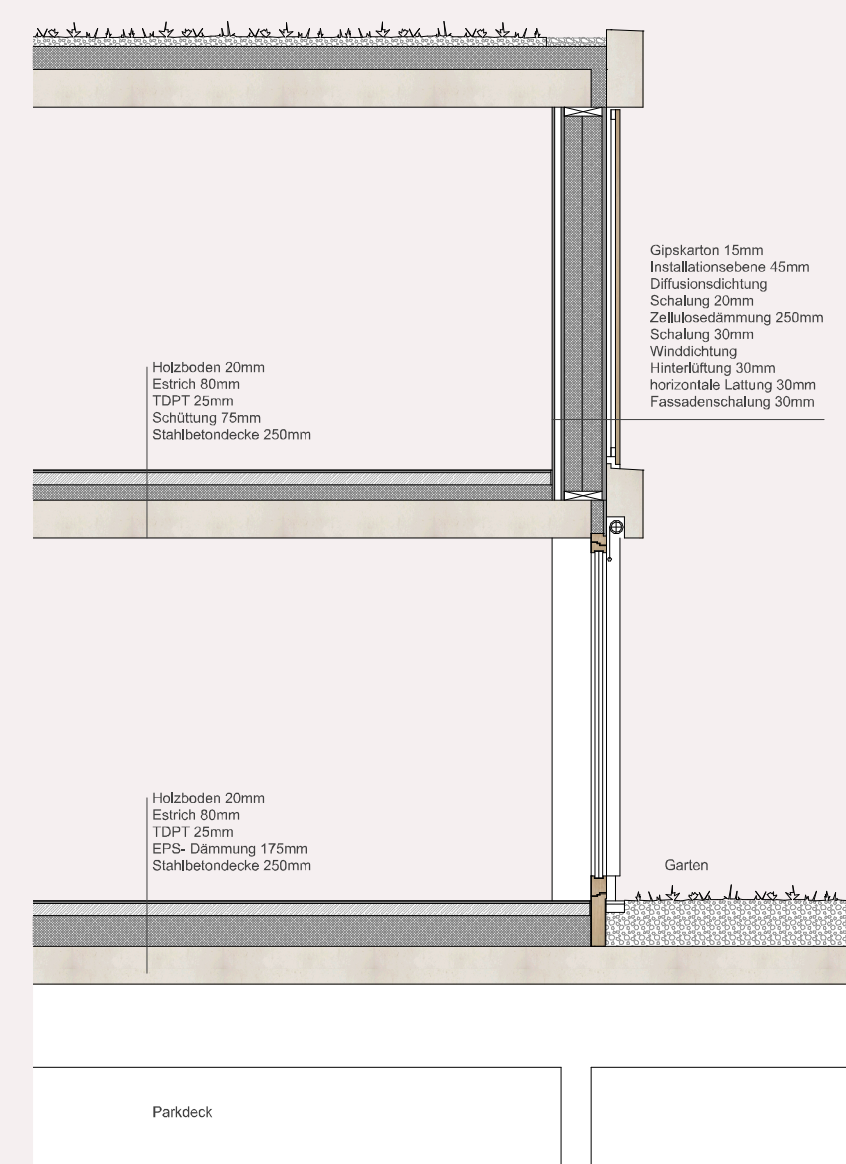 Gipskarton 15mm
Installationsebene 45mm
Diffusionsdichtung
Schalung 20mm
Zellulosedämmung 250mm
Schalung 30mm
Winddichtung
Hinterlüftung 30mm
horizontale Lattung 30mm
Fassadenschalung 30mm
Holzboden 20mm
Estrich 80mm
TDPT 25mm
Schüttung 75mm
Stahlbetondecke 250mm
Holzboden 20mm
Estrich 80mm
TDPT 25mm
EPS- Dämmung 175mm
Stahlbetondecke 250mm
Garten
Parkdeck